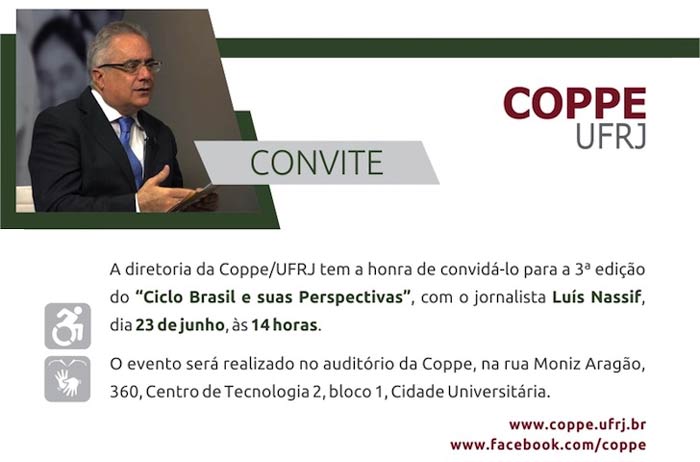 COPPE
UFRJ
CONVITE
A diretoria da Coppe/UFRJ tem a honra de convidá-lo para a 3ª edição
do “Ciclo Brasil e suas Perspectivas”, com o jornalista Luís Nassif,
dia 23 de junho, às 14 horas.
O evento será realizado no auditório da Coppe, na rua Moniz Aragão,
360, Centro de Tecnologia 2, bloco 1, Cidade Universitária.
www.coppe.ufrj.br
www.facebook.com/coppe